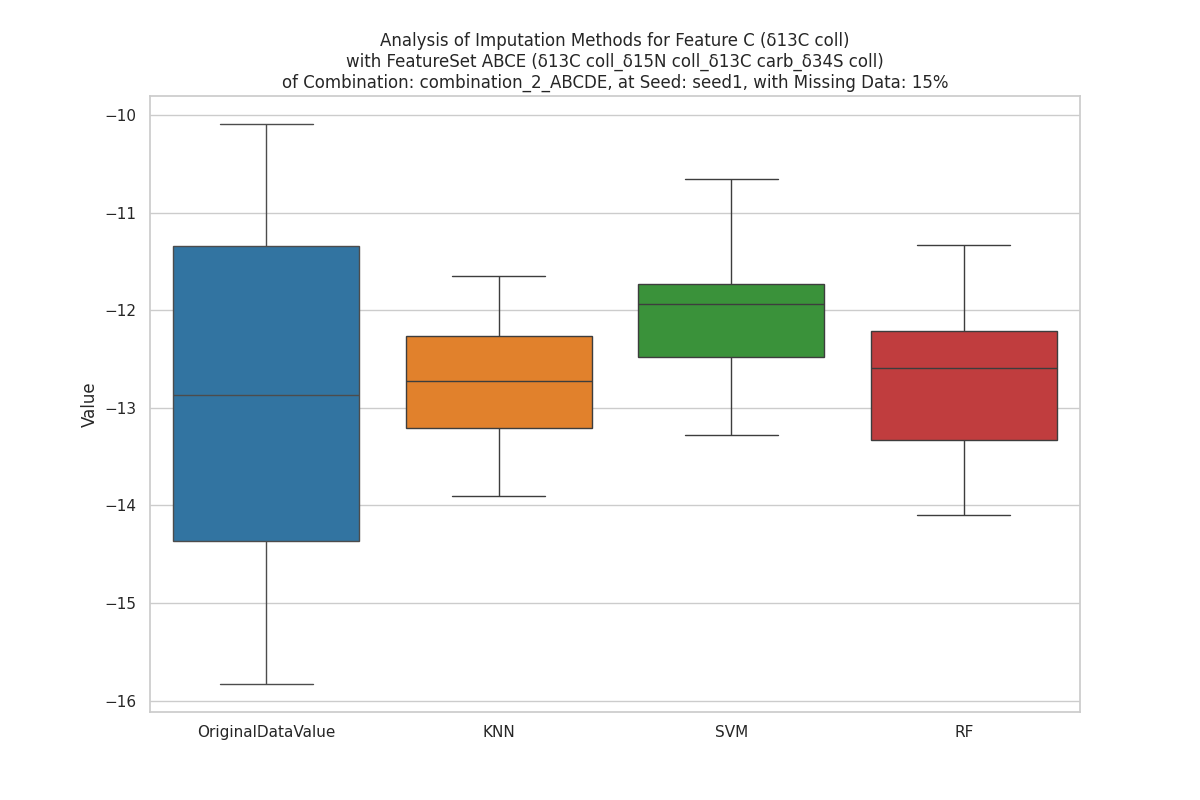 Analysis of Imputation Methods for Feature C (δ13C coll)
with FeatureSet ABCE (δ13C coll_δ15N coll_δ13C carb_δ34S coll)
of Combination: combination_2_ABCDE, at Seed: seed1, with Missing Data: 15%
−10
−11
−12
−13
−14
−15
−16
Value
OriginalDataValue KNN SVM RF